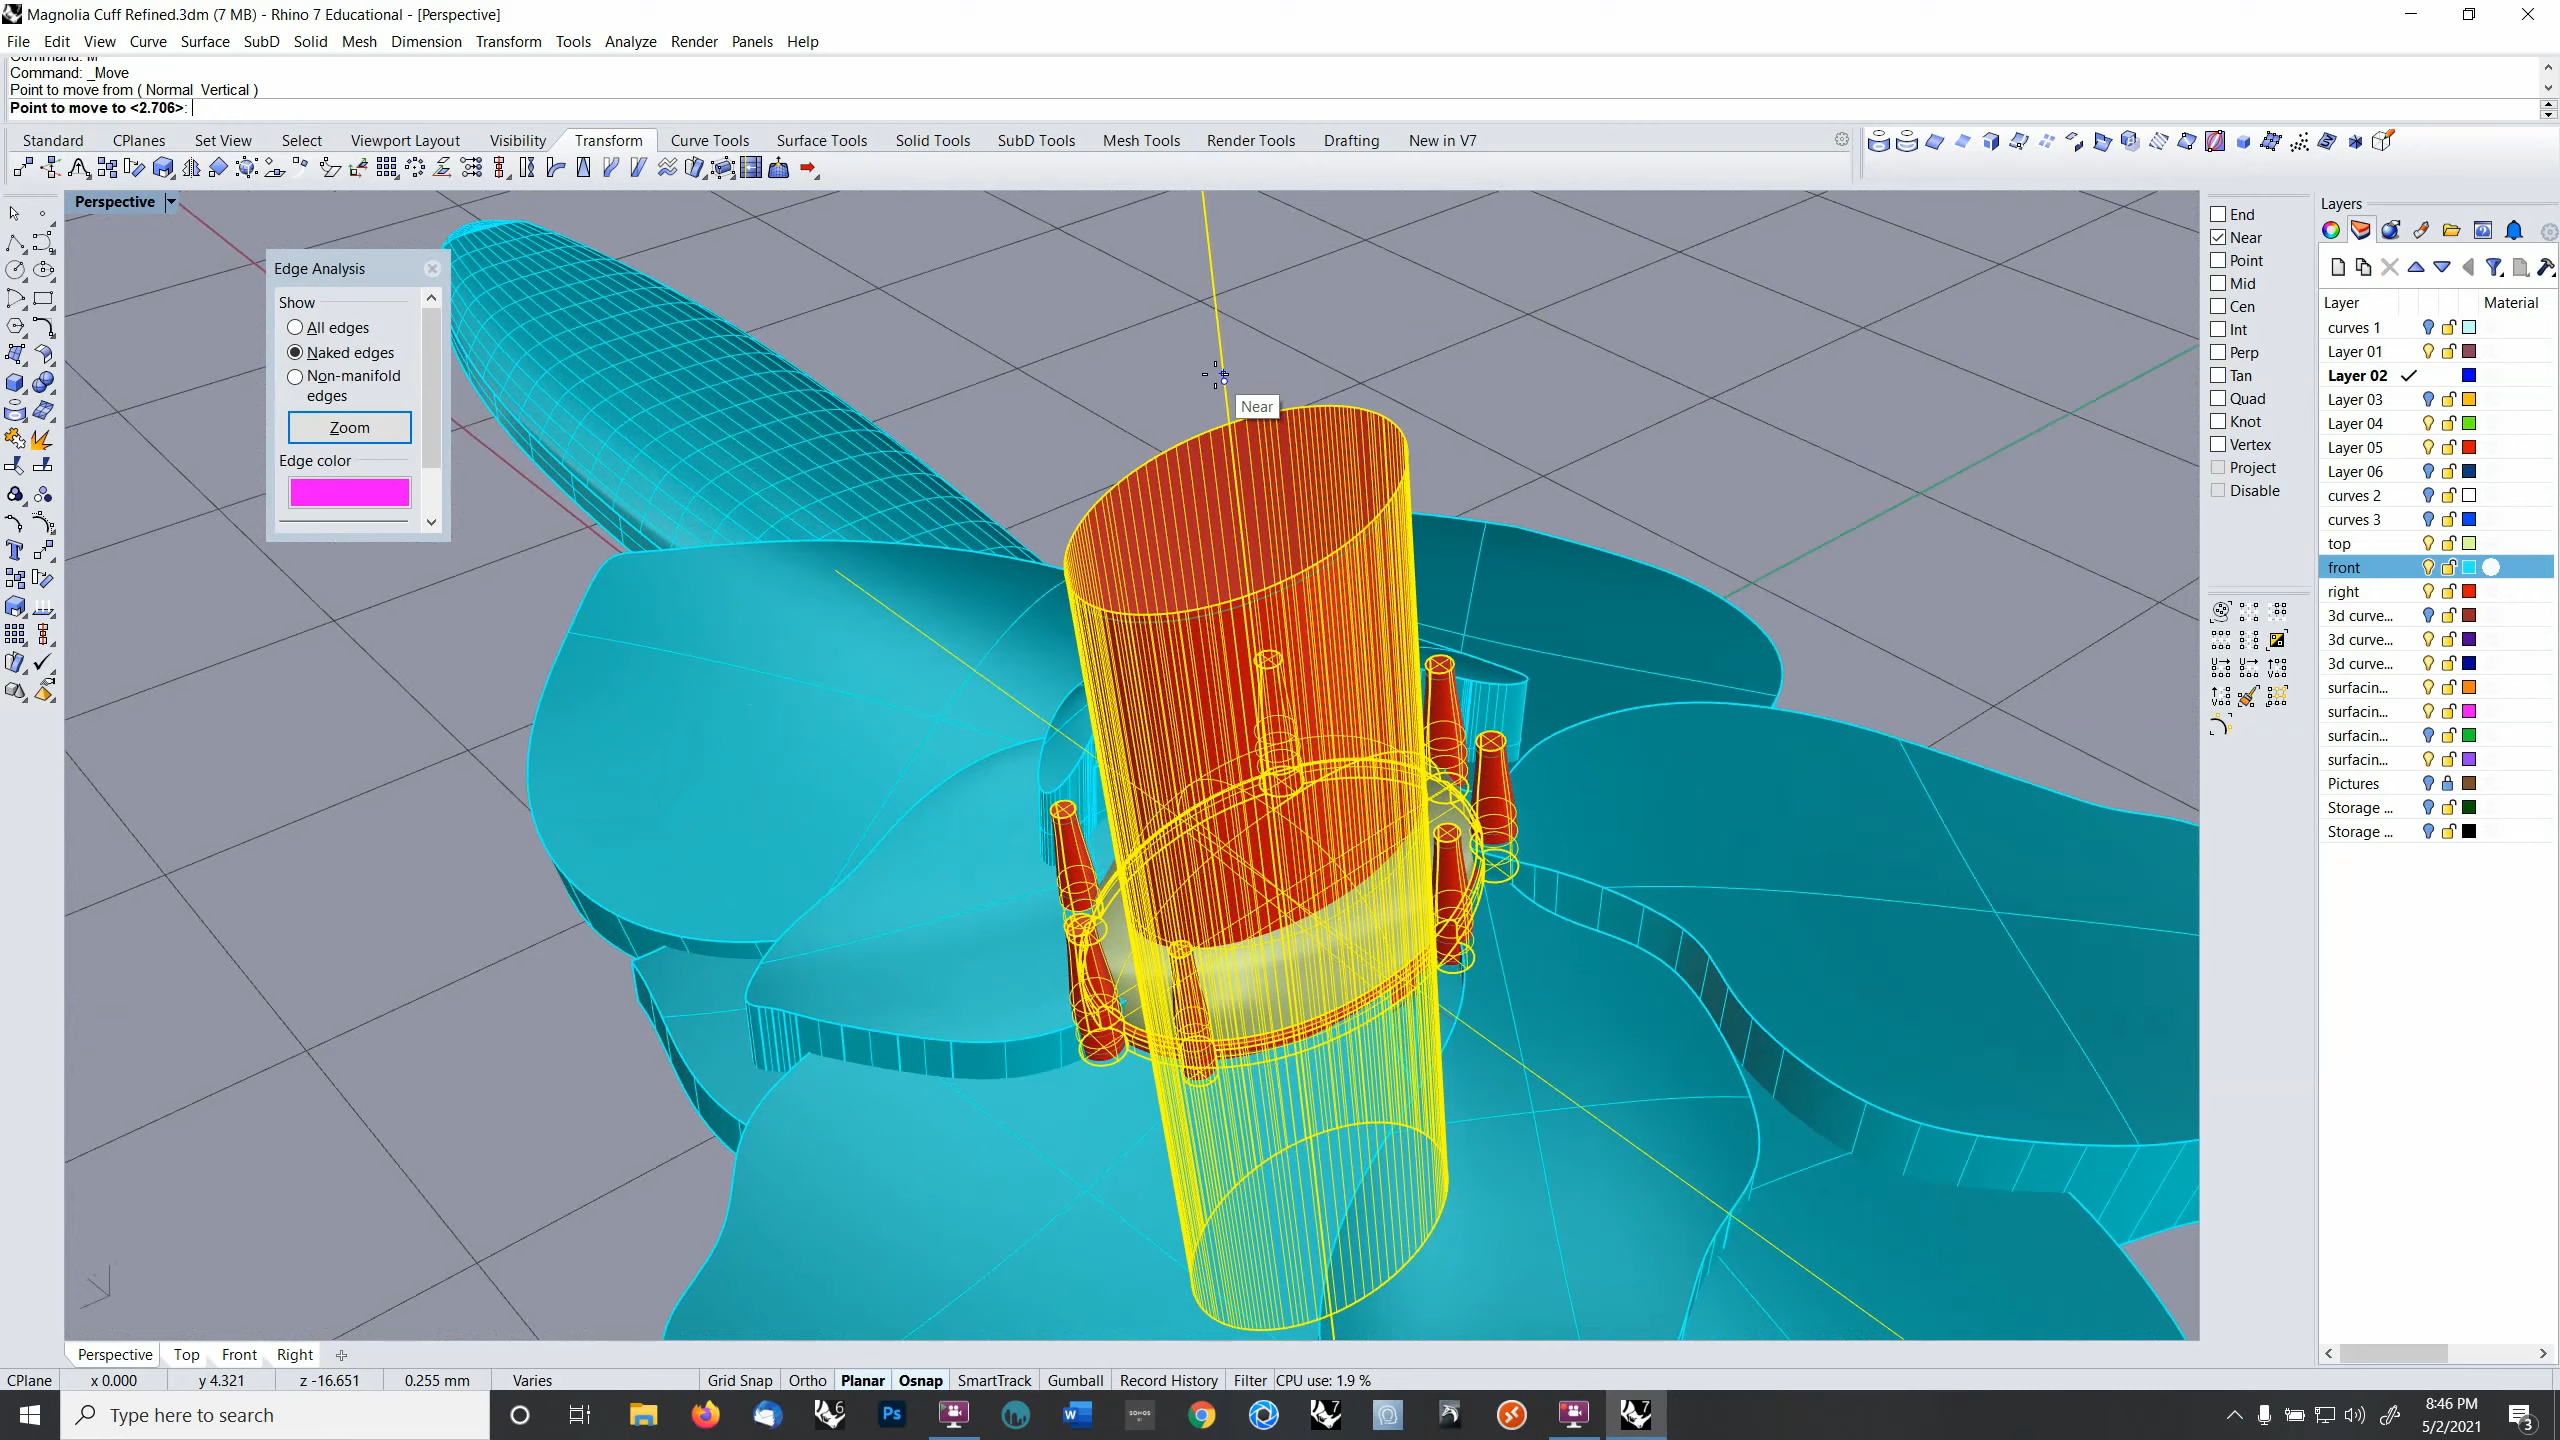 Magnolia Cuff Refined.3dm (7 MB) - Rhino 7 Educational - [Perspective]
File Edit View Curve Surface SubD Solid Mesh Dimension Transform Tools Analyze Render Panels Help
Command: M
Command: _Move
Point to move from ( Normal Vertical )
Point to move to <2.706>:
Standard CPlanes Set View Select Viewport Layout Visibility Transform Curve Tools Surface Tools Solid Tools SubD Tools Mesh Tools Render Tools Drafting New in V7
Perspective
Edge Analysis
Show
All edges
Naked edges
Non-manifold
edges
Zoom
Edge color
Near
End
Near
Point
Mid
Cen
Int
Perp
Tan
Quad
Knot
Vertex
Project
Disable
Layers
Layer Material
curves 1
Layer 01
Layer 02
Layer 03
Layer 04
Layer 05
Layer 06
curves 2
curves 3
top
front
right
3d curve...
3d curve...
3d curve...
surfacin...
surfacin...
surfacin...
surfacin...
Pictures
Storage ...
Storage ...
Perspective Top Front Right
CPlane x 0.000 y 4.321 z -16.651 0.255 mm Varies Grid Snap Ortho Planar Osnap SmartTrack Gumball Record History Filter CPU use: 1.9 %
Type here to search
6
Ps
SONOS
7
7
8:46 PM
5/2/2021
3